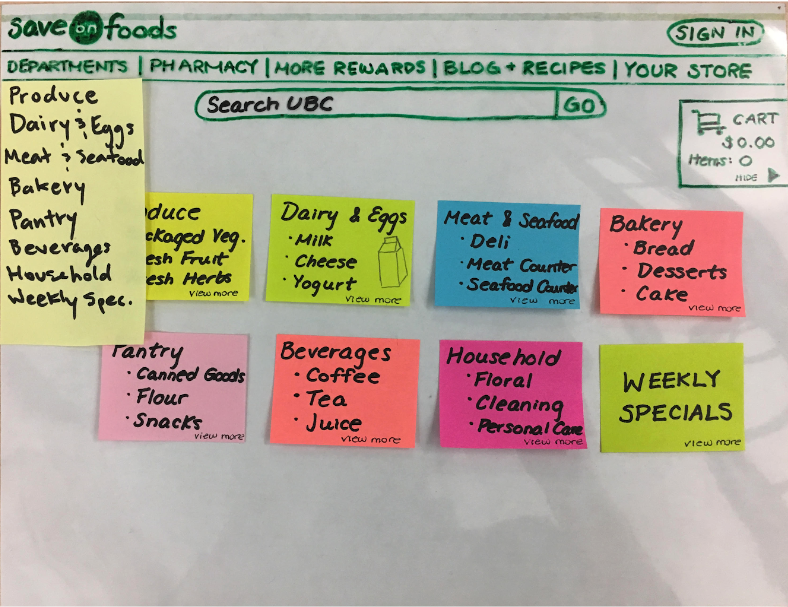 save on foods
SIGN IN
DEPARTMENTS | PHARMACY | MORE REWARDS | BLOG + RECIPES | YOUR STORE
Search UBC GO
CART
$0.00
Items: 0
HIDE
Produce
Dairy & Eggs
Meat & Seafood
Bakery
Pantry
Beverages
Household
Weekly Spec.
oduce
ckaged Veg.
esh Fruit
esh Herbs
view more
Dairy & Eggs
• Milk
• Cheese
• Yogurt
view more
Meat & Seafood
• Deli
• Meat Counter
• Seafood Counter
view more
Bakery
• Bread
• Desserts
• Cake
view more
Pantry
• Canned Goods
• Flour
• Snacks
view more
Beverages
• Coffee
• Tea
• Juice
view more
Household
• Floral
• Cleaning
• Personal Care
view more
WEEKLY
SPECIALS
view more